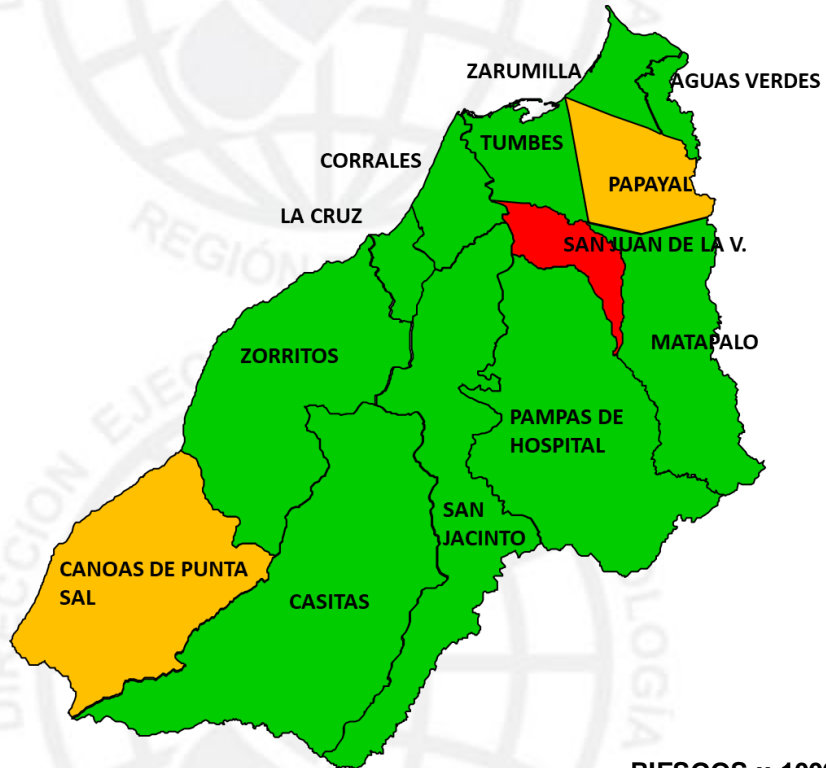 ZARUMILLA
AGUAS VERDES
TUMBES
CORRALES
PAPAYAL
LA CRUZ
SAN JUAN DE LA V.
MATAPALO
ZORRITOS
PAMPAS DE
HOSPITAL
SAN
JACINTO
CANOAS DE PUNTA
SAL
CASITAS
REGIÓN